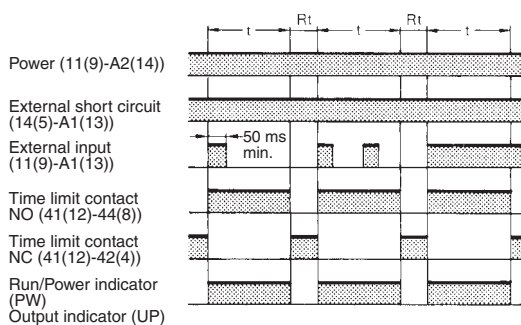 Rt Rt
t t t
Power (11(9)-A2(14))
External short circuit
(14(5)-A1(13))
External input
(11(9)-A1(13))
50 ms
min.
Time limit contact
NO (41(12)-44(8))
Time limit contact
NC (41(12)-42(4))
Run/Power indicator
(PW)
Output indicator (UP)